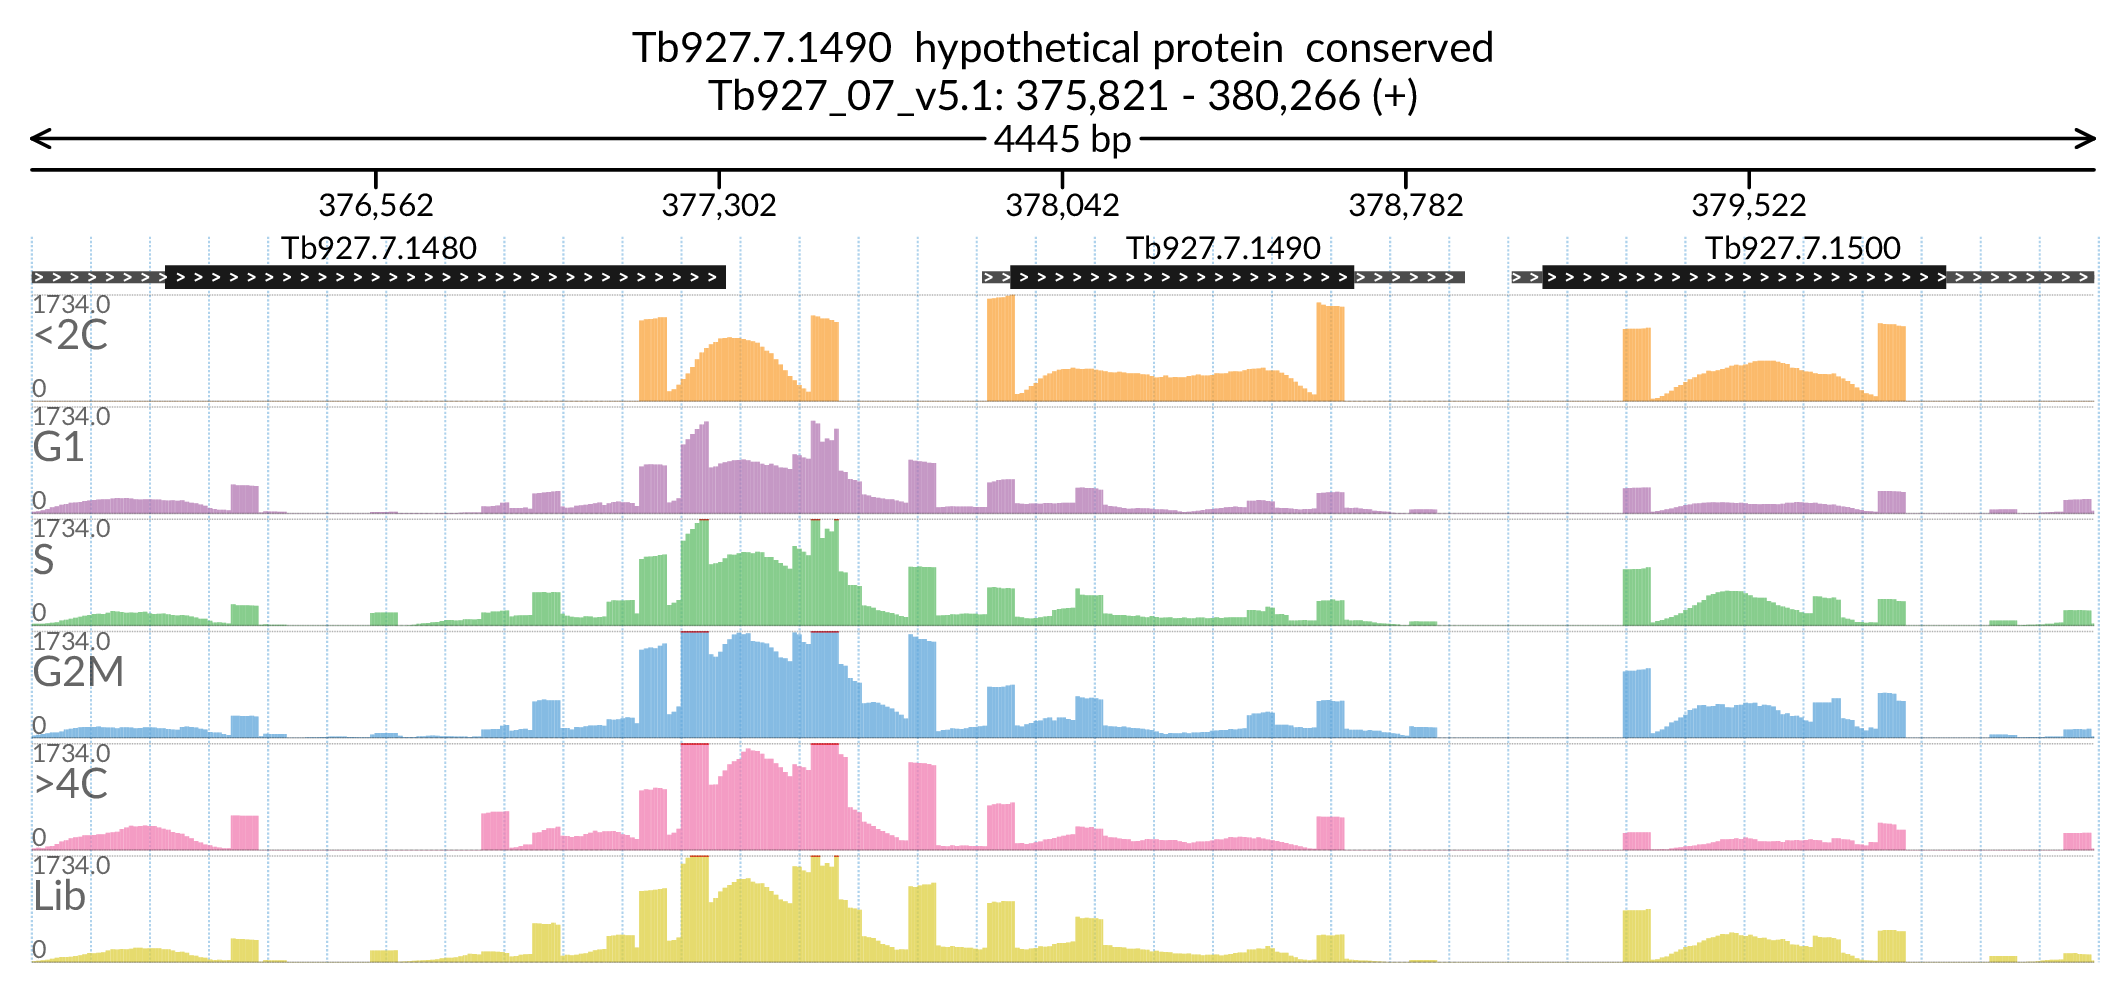 Tb927.7.1490 hypothetical protein conserved
Tb927_07_v5.1: 375,821 - 380,266 (+)
4445 bp
376,562 377,302 378,042 378,782 379,522
Tb927.7.1480 Tb927.7.1490 Tb927.7.1500
1734.0
<2C
0
1734.0
G1
0
1734.0
S
0
1734.0
G2M
0
1734.0
>4C
0
1734.0
Lib
0